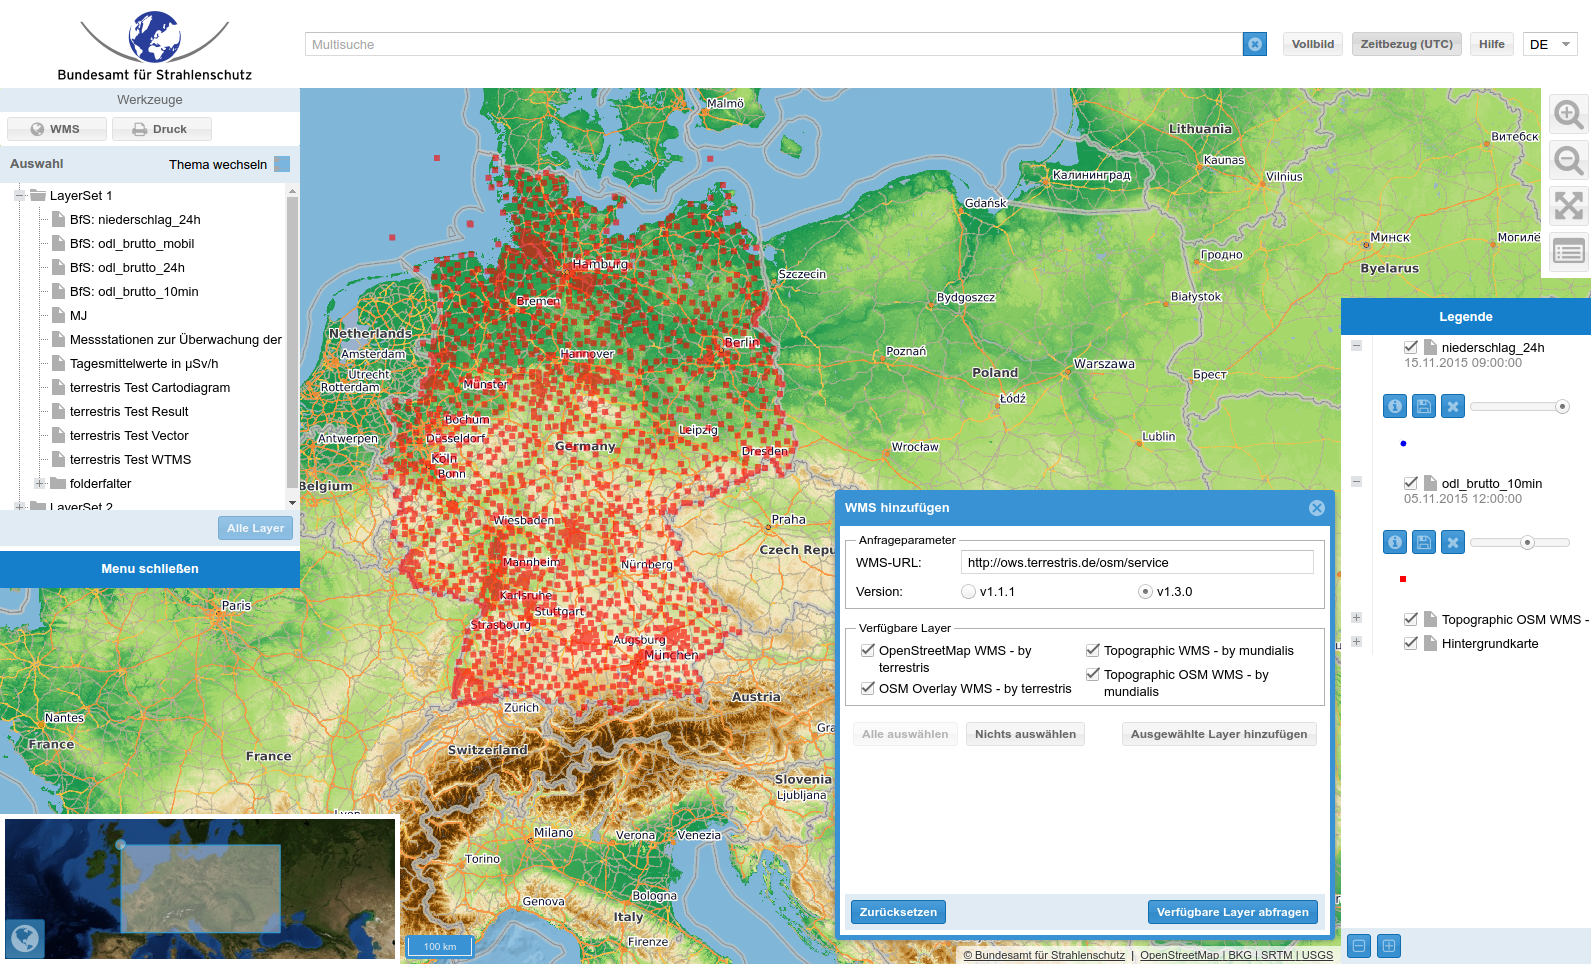 Bundesamt für Strahlenschutz
Multisuche
Vollbild
Zeitbezug (UTC)
Hilfe
DE
Werkzeuge
WMS
Druck
Auswahl
Thema wechseln
LayerSet 1
BfS: niederschlag_24h
BfS: odl_brutto_mobil
BfS: odl_brutto_24h
BfS: odl_brutto_10min
MJ
Messstationen zur Überwachung der
Tagesmittelwerte in µSv/h
terrestris Test Cartodiagram
terrestris Test Result
terrestris Test Vector
terrestris Test WTMS
folderfalter
LayerSet 2
Alle Layer
Menu schließen
Malmö
Lithuania
Витебск
Kaunas
Калининград
Vilnius
Gdańsk
Минск
Могилё
Hamburg
Szczecin
Гродно
Byelarus
Bremen
Bydgoszcz
Białystok
Netherlands
Amsterdam
Hannover
Berlin
Poznań
Warszawa
Utrecht
Rotterdam
Münster
Poland
Брест
Łódź
Bochum
Antwerpen
Düsseldorf
Germany
Leipzig
Lublin
Wrocław
Dresden
Köln
Bonn
Belgium
Wiesbaden
Praha
Mannheim
Nürnberg
Czech Repu
Karlsruhe
Paris
Stuttgart
Strasbourg
Augsburg
München
Austria
Zürich
Nantes
France
France
Switzerland
Gra
Slovenia
Ljubljana
Lyon
Milano
Verona
Venezia
Torino
Bologna
Genova
Italy
Firenze
100 km
WMS hinzufügen
Anfrageparameter
WMS-URL:
http://ows.terrestris.de/osm/service
Version:
v1.1.1
v1.3.0
Verfügbare Layer
OpenStreetMap WMS - by
terrestris
OSM Overlay WMS - by terrestris
Topographic WMS - by mundialis
Topographic OSM WMS - by
mundialis
Alle auswählen
Nichts auswählen
Ausgewählte Layer hinzufügen
Zurücksetzen
Verfügbare Layer abfragen
Legende
niederschlag_24h
15.11.2015 09:00:00
odl_brutto_10min
05.11.2015 12:00:00
Topographic OSM WMS -
Hintergrundkarte
© Bundesamt für Strahlenschutz | OpenStreetMap | BKG | SRTM | USGS